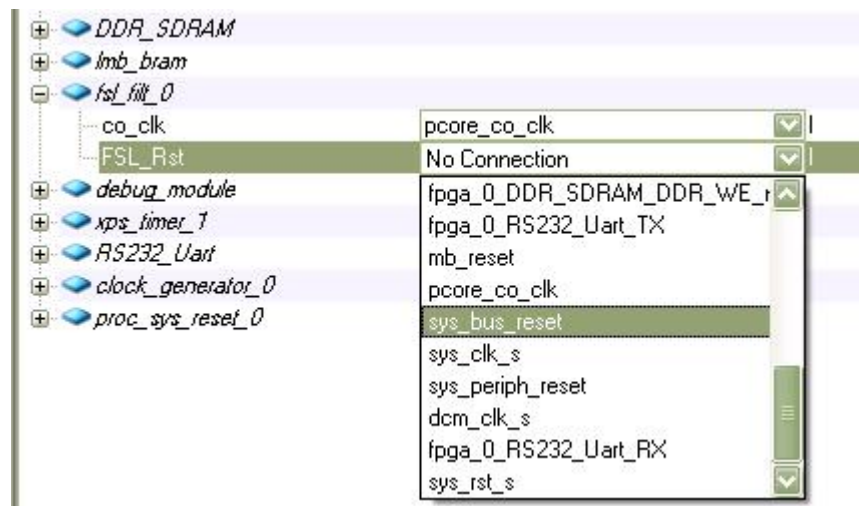 DDR_SDRAM
lmb_bram
fsl_filt_0
co_clk pcore_co_clk
FSL_Rst No Connection
debug_module
xps_timer_1
RS232_Uart
clock_generator_0
proc_sys_reset_0
fpga_0_DDR_SDRAM_DDR_WE_r
fpga_0_RS232_Uart_TX
mb_reset
pcore_co_clk
sys_bus_reset
sys_clk_s
sys_periph_reset
dcm_clk_s
fpga_0_RS232_Uart_RX
sys_rst_s